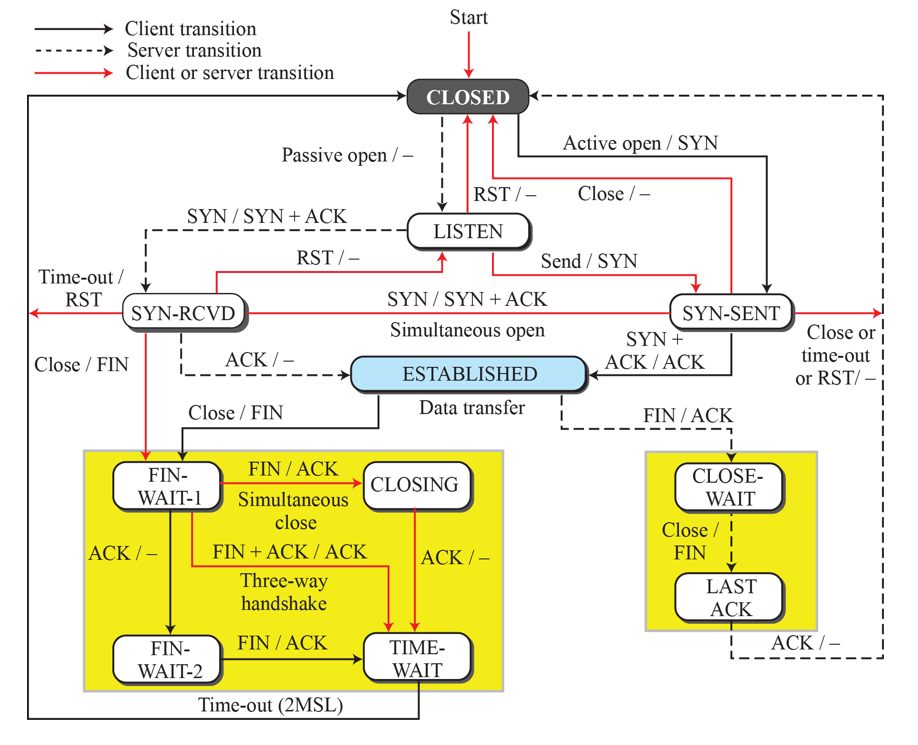 Start
Client transition
Server transition
Client or server transition
CLOSED
Passive open / –
Active open / SYN
RST / –
Close / –
SYN / SYN + ACK
LISTEN
RST / –
Send / SYN
Time-out /
RST
SYN-RCVD
SYN / SYN + ACK
Simultaneous open
SYN-SENT
Close or
time-out
or RST/ –
Close / FIN
ACK / –
SYN +
ACK / ACK
ESTABLISHED
Data transfer
Close / FIN
FIN / ACK
FIN-
WAIT-1
FIN / ACK
Simultaneous
close
CLOSING
CLOSE-
WAIT
ACK / –
FIN + ACK / ACK
Three-way
handshake
ACK / –
Close /
FIN
LAST
ACK
FIN-
WAIT-2
FIN / ACK
TIME-
WAIT
ACK / –
Time-out (2MSL)